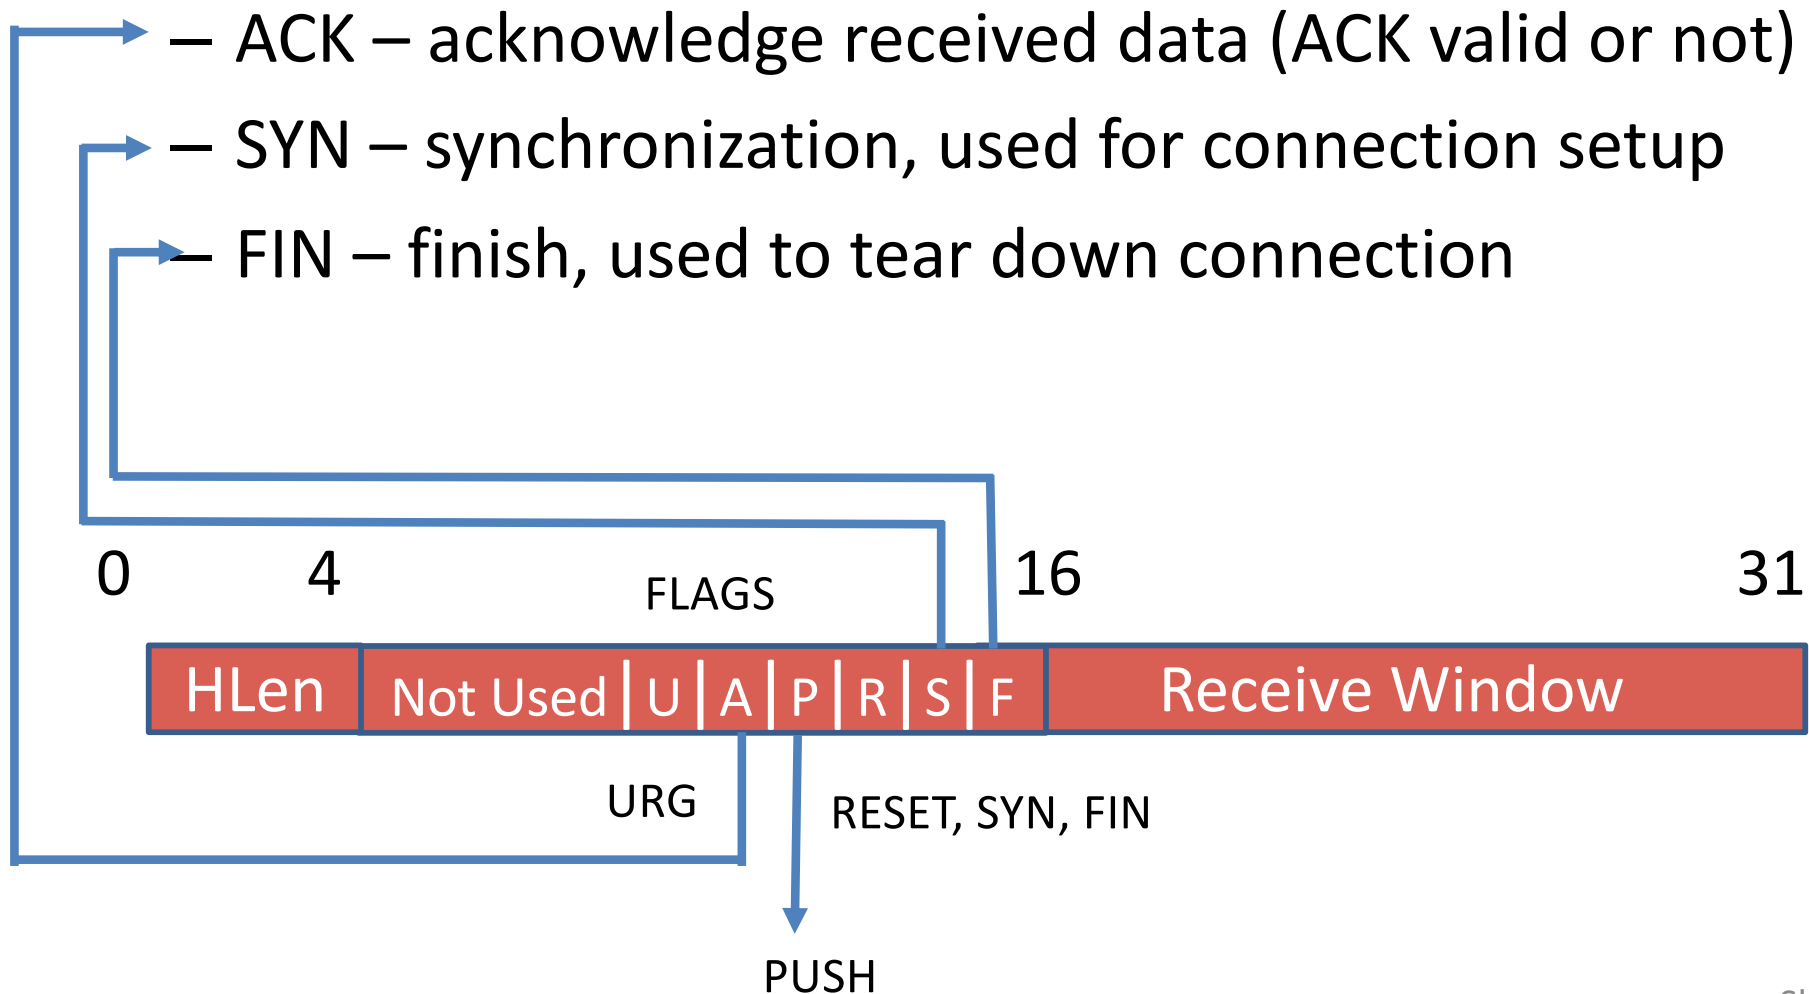 – ACK – acknowledge received data (ACK valid or not)
– SYN – synchronization, used for connection setup
– FIN – finish, used to tear down connection
0 4 FLAGS 16 31
HLen Not Used U A P R S F Receive Window
URG RESET, SYN, FIN
PUSH